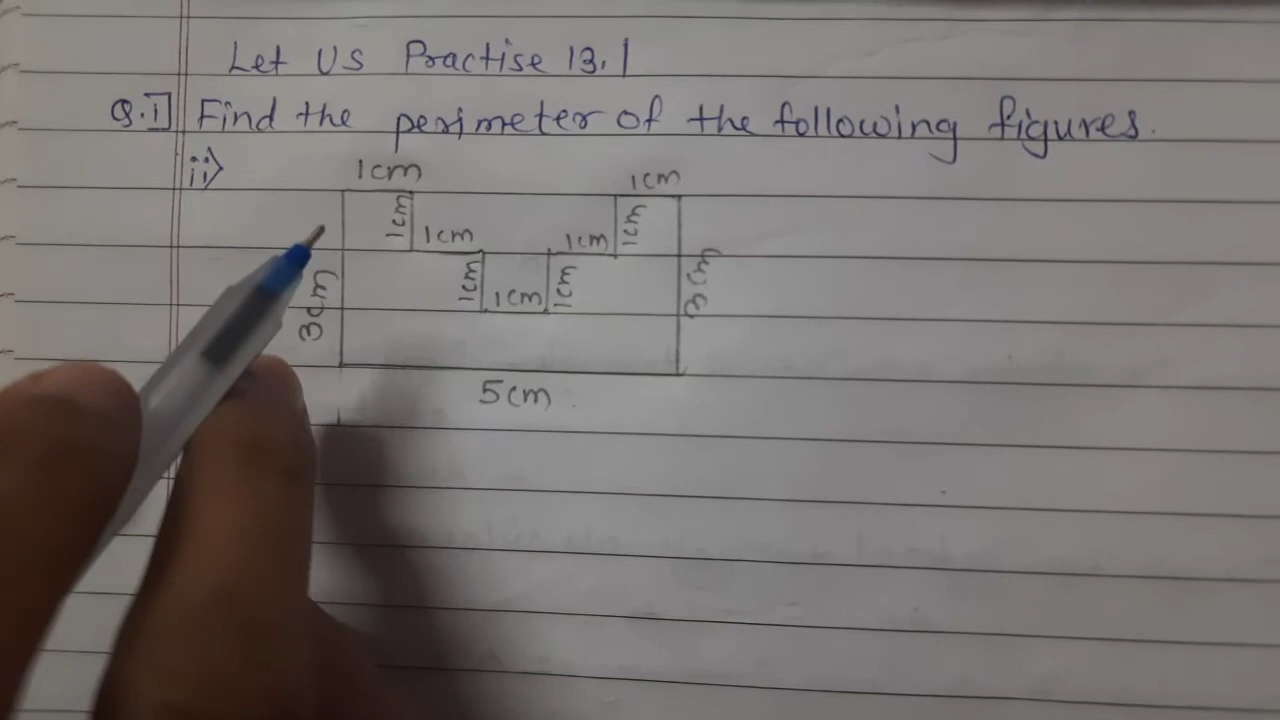 Let Us Practise 13.1
Q.1] Find the perimeter of the following figures.
ii>
1cm 1cm
1cm 1cm
1cm 1cm
3cm 3cm
1cm 1cm 1cm
5cm